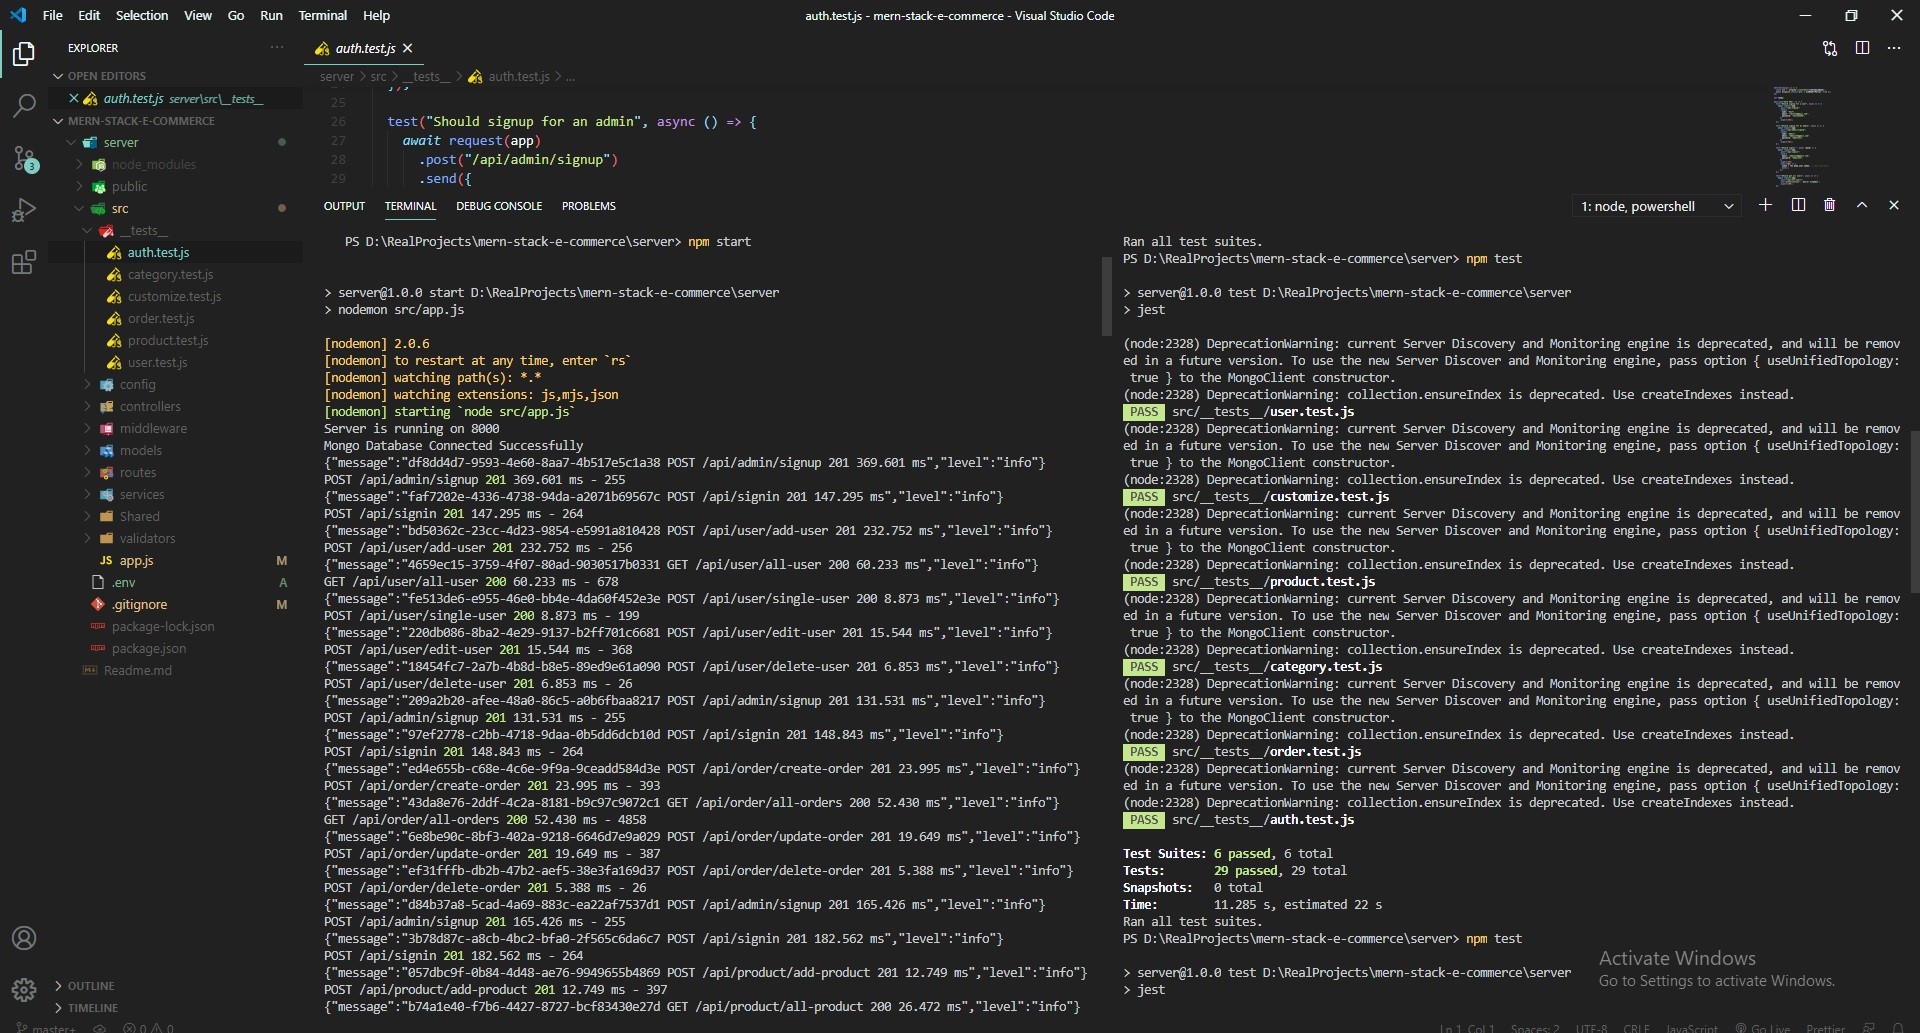 File Edit Selection View Go Run Terminal Help
auth.test.js - mern-stack-e-commerce - Visual Studio Code
EXPLORER
OPEN EDITORS
auth.test.js server\src\__tests__
MERN-STACK-E-COMMERCE
server
node_modules
public
src
__tests__
auth.test.js
category.test.js
customize.test.js
order.test.js
product.test.js
user.test.js
config
controllers
middleware
models
routes
services
Shared
validators
JS app.js M
.env A
.gitignore M
package-lock.json
package.json
Readme.md
OUTLINE
TIMELINE
3
auth.test.js
server > src > __tests__ > auth.test.js > ...
25
26 test("Should signup for an admin", async () => {
27 await request(app)
28 .post("/api/admin/signup")
29 .send({
OUTPUT TERMINAL DEBUG CONSOLE PROBLEMS
1: node, powershell
PS D:\RealProjects\mern-stack-e-commerce\server> npm start
> server@1.0.0 start D:\RealProjects\mern-stack-e-commerce\server
> nodemon src/app.js
[nodemon] 2.0.6
[nodemon] to restart at any time, enter `rs`
[nodemon] watching path(s): *.*
[nodemon] watching extensions: js,mjs,json
[nodemon] starting `node src/app.js`
Server is running on 8000
Mongo Database Connected Successfully
{"message":"df8dd4d7-9593-4e60-8aa7-4b517e5c1a38 POST /api/admin/signup 201 369.601 ms","level":"info"}
POST /api/admin/signup 201 369.601 ms - 255
{"message":"faf7202e-4336-4738-94da-a2071b69567c POST /api/signin 201 147.295 ms","level":"info"}
POST /api/signin 201 147.295 ms - 264
{"message":"bd50362c-23cc-4d23-9854-e5991a810428 POST /api/user/add-user 201 232.752 ms","level":"info"}
POST /api/user/add-user 201 232.752 ms - 256
{"message":"4659ec15-3759-4f07-80ad-9030517b0331 GET /api/user/all-user 200 60.233 ms","level":"info"}
GET /api/user/all-user 200 60.233 ms - 678
{"message":"fe513de6-e955-46e0-bb4e-4da60f452e3e POST /api/user/single-user 200 8.873 ms","level":"info"}
POST /api/user/single-user 200 8.873 ms - 199
{"message":"220db086-8ba2-4e29-9137-b2ff701c6681 POST /api/user/edit-user 201 15.544 ms","level":"info"}
POST /api/user/edit-user 201 15.544 ms - 368
{"message":"18454fc7-2a7b-4b8d-b8e5-89ed9e61a090 POST /api/user/delete-user 201 6.853 ms","level":"info"}
POST /api/user/delete-user 201 6.853 ms - 26
{"message":"209a2b20-afee-48a0-86c5-a0b6fbaa8217 POST /api/admin/signup 201 131.531 ms","level":"info"}
POST /api/admin/signup 201 131.531 ms - 255
{"message":"97ef2778-c2bb-4718-9daa-0b5dd6dcb10d POST /api/signin 201 148.843 ms","level":"info"}
POST /api/signin 201 148.843 ms - 264
{"message":"ed4e655b-c68e-4c6e-9f9a-9ceadd584d3e POST /api/order/create-order 201 23.995 ms","level":"info"}
POST /api/order/create-order 201 23.995 ms - 393
{"message":"43da8e76-2ddf-4c2a-8181-b9c97c9072c1 GET /api/order/all-orders 200 52.430 ms","level":"info"}
GET /api/order/all-orders 200 52.430 ms - 4858
{"message":"6e8be90c-8bf3-402a-9218-6646d7e9a029 POST /api/order/update-order 201 19.649 ms","level":"info"}
POST /api/order/update-order 201 19.649 ms - 387
{"message":"ef31fffb-db2b-47b2-aef5-38e3fa169d37 POST /api/order/delete-order 201 5.388 ms","level":"info"}
POST /api/order/delete-order 201 5.388 ms - 26
{"message":"d84b37a8-5cad-4a69-883c-ea22af7537d1 POST /api/admin/signup 201 165.426 ms","level":"info"}
POST /api/admin/signup 201 165.426 ms - 255
{"message":"3b78d87c-a8cb-4bc2-bfa0-2f565c6da6c7 POST /api/signin 201 182.562 ms","level":"info"}
POST /api/signin 201 182.562 ms - 264
{"message":"057dbc9f-0b84-4d48-ae76-9949655b4869 POST /api/product/add-product 201 12.749 ms","level":"info"}
POST /api/product/add-product 201 12.749 ms - 397
{"message":"b74a1e40-f7b6-4427-8727-bcf83430e27d GET /api/product/all-product 200 26.472 ms","level":"info"}
Ran all test suites.
PS D:\RealProjects\mern-stack-e-commerce\server> npm test
> server@1.0.0 test D:\RealProjects\mern-stack-e-commerce\server
> jest
(node:2328) DeprecationWarning: current Server Discovery and Monitoring engine is deprecated, and will be remov
ed in a future version. To use the new Server Discover and Monitoring engine, pass option { useUnifiedTopology:
true } to the MongoClient constructor.
(node:2328) DeprecationWarning: collection.ensureIndex is deprecated. Use createIndexes instead.
PASS src/__tests__/user.test.js
(node:2328) DeprecationWarning: current Server Discovery and Monitoring engine is deprecated, and will be remov
ed in a future version. To use the new Server Discover and Monitoring engine, pass option { useUnifiedTopology:
true } to the MongoClient constructor.
(node:2328) DeprecationWarning: collection.ensureIndex is deprecated. Use createIndexes instead.
PASS src/__tests__/customize.test.js
(node:2328) DeprecationWarning: current Server Discovery and Monitoring engine is deprecated, and will be remov
ed in a future version. To use the new Server Discover and Monitoring engine, pass option { useUnifiedTopology:
true } to the MongoClient constructor.
(node:2328) DeprecationWarning: collection.ensureIndex is deprecated. Use createIndexes instead.
PASS src/__tests__/product.test.js
(node:2328) DeprecationWarning: current Server Discovery and Monitoring engine is deprecated, and will be remov
ed in a future version. To use the new Server Discover and Monitoring engine, pass option { useUnifiedTopology:
true } to the MongoClient constructor.
(node:2328) DeprecationWarning: collection.ensureIndex is deprecated. Use createIndexes instead.
PASS src/__tests__/category.test.js
(node:2328) DeprecationWarning: current Server Discovery and Monitoring engine is deprecated, and will be remov
ed in a future version. To use the new Server Discover and Monitoring engine, pass option { useUnifiedTopology:
true } to the MongoClient constructor.
(node:2328) DeprecationWarning: collection.ensureIndex is deprecated. Use createIndexes instead.
PASS src/__tests__/order.test.js
(node:2328) DeprecationWarning: current Server Discovery and Monitoring engine is deprecated, and will be remov
ed in a future version. To use the new Server Discover and Monitoring engine, pass option { useUnifiedTopology:
(node:2328) DeprecationWarning: collection.ensureIndex is deprecated. Use createIndexes instead.
PASS src/__tests__/auth.test.js
Test Suites: 6 passed, 6 total
Tests: 29 passed, 29 total
Snapshots: 0 total
Time: 11.285 s, estimated 22 s
Ran all test suites.
PS D:\RealProjects\mern-stack-e-commerce\server> npm test
> server@1.0.0 test D:\RealProjects\mern-stack-e-commerce\server
> jest
Activate Windows
Go to Settings to activate Windows.
master+ 0 0
Ln 1, Col 1 Spaces: 2 UTF-8 CRLF JavaScript Go Live Prettier